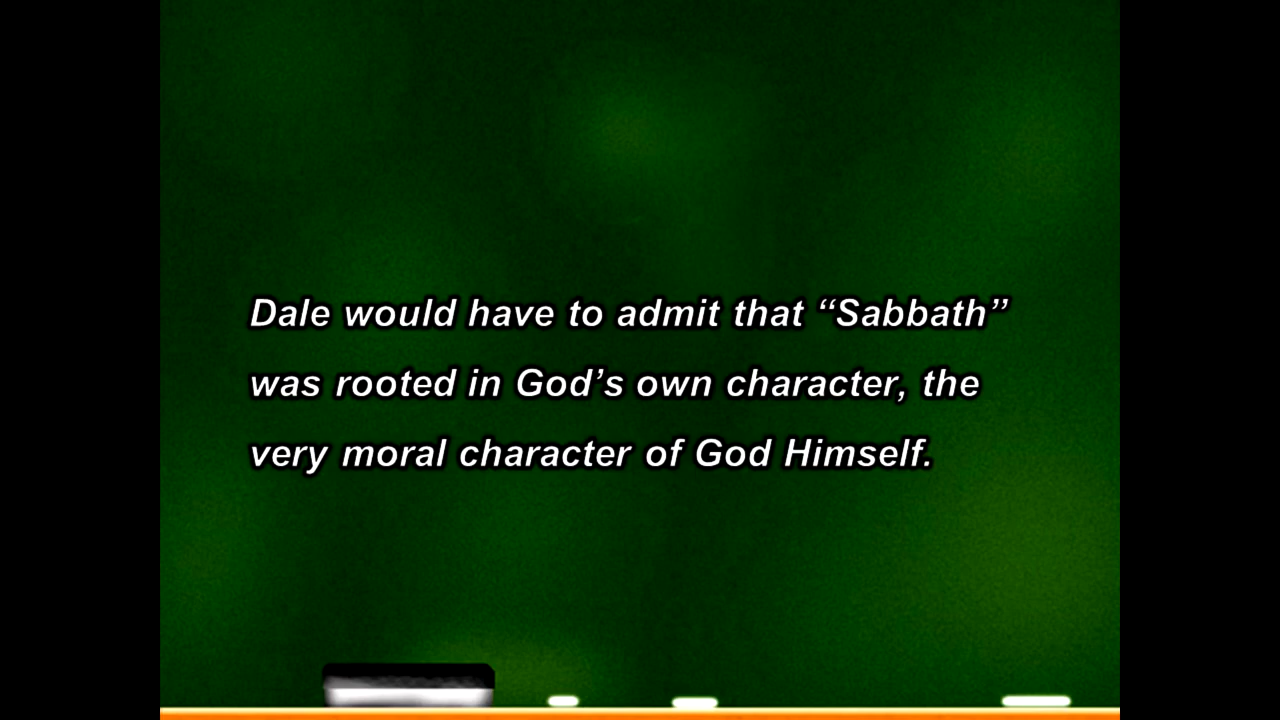 Dale would have to admit that “Sabbath”
was rooted in God’s own character, the
very moral character of God Himself.